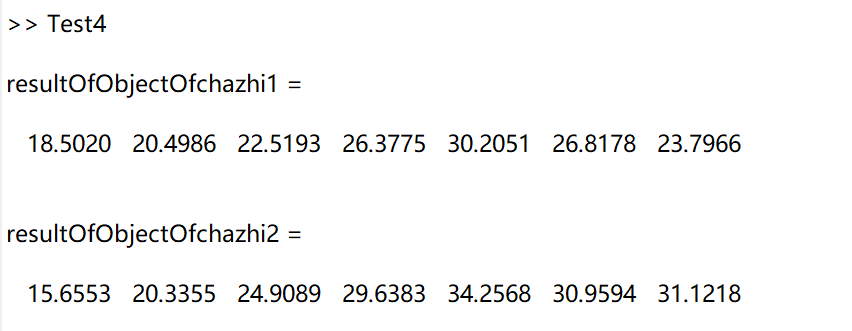 >> Test4
resultOfObjectOfchazhi1 =
18.5020 20.4986 22.5193 26.3775 30.2051 26.8178 23.7966
resultOfObjectOfchazhi2 =
15.6553 20.3355 24.9089 29.6383 34.2568 30.9594 31.1218